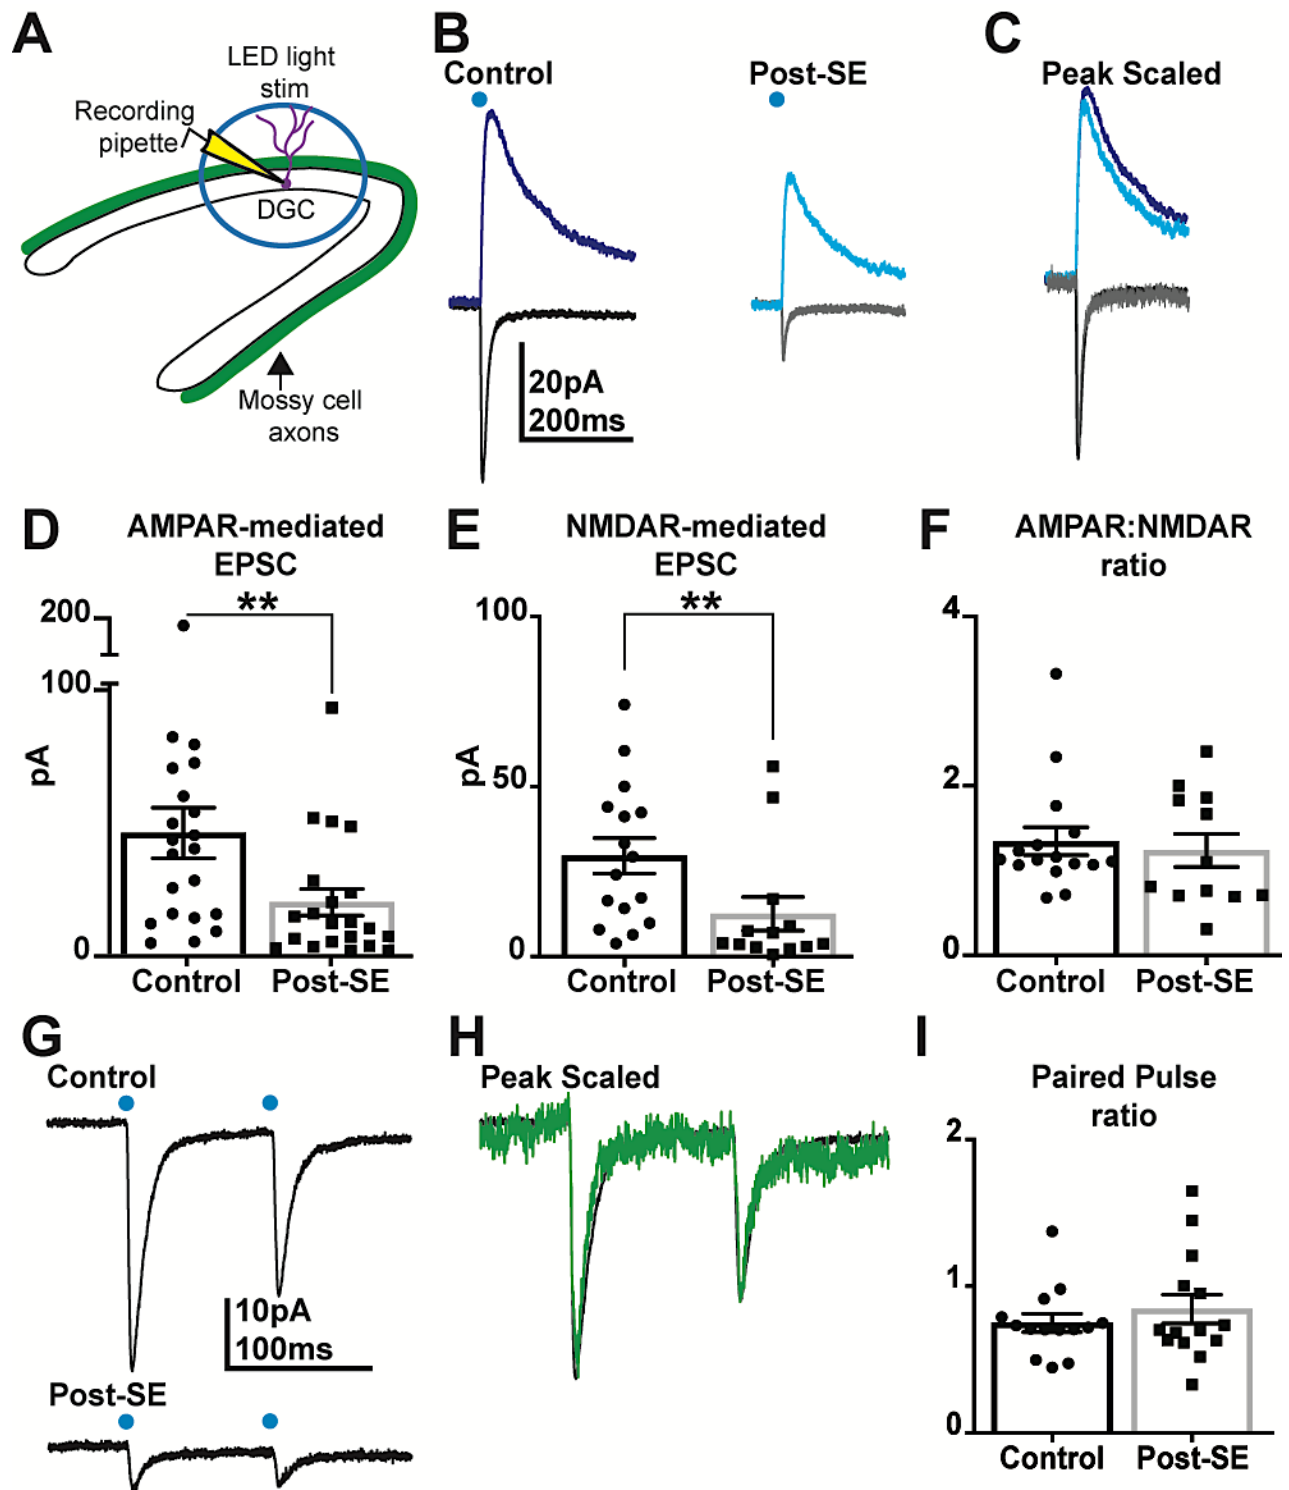 A
LED light
stim
Recording
pipette
DGC
Mossy cell
axons
B
Control
Post-SE
20pA
200ms
C
Peak Scaled
D
AMPAR-mediated
EPSC
**
200
100
0
pA
Control
Post-SE
E
NMDAR-mediated
EPSC
**
100
50
0
pA
Control
Post-SE
F
AMPAR:NMDAR
ratio
4
2
0
Control
Post-SE
G
Control
10pA
100ms
Post-SE
H
Peak Scaled
I
Paired Pulse
ratio
2
1
0
Control
Post-SE